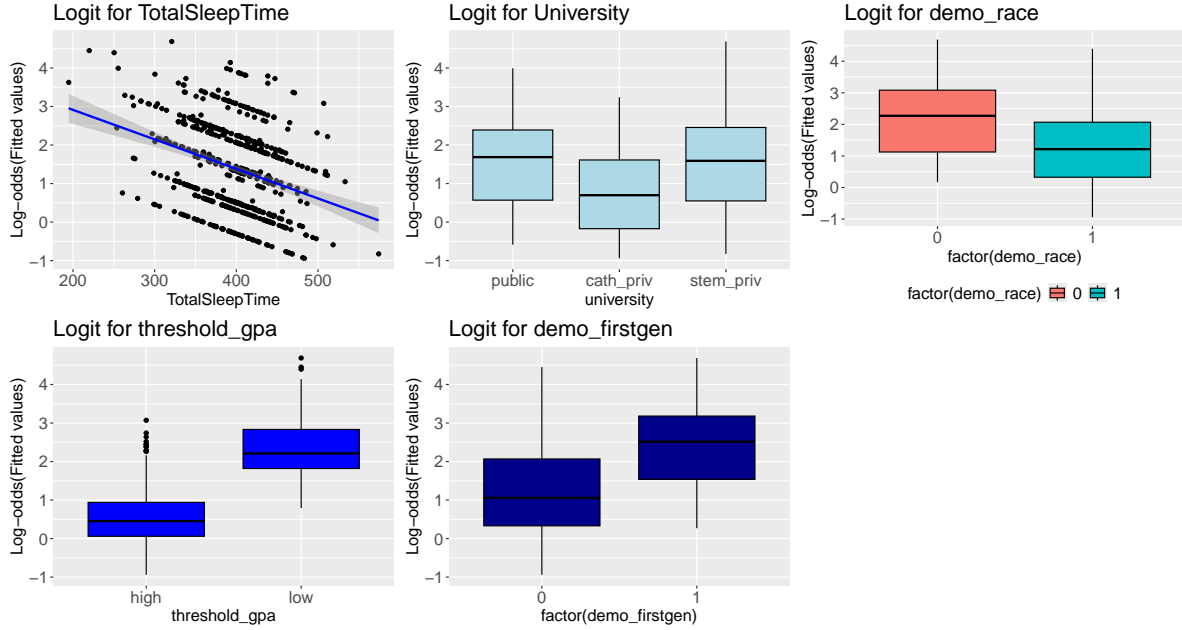 Logit for TotalSleepTime
Log−odds(Fitted values)
4
3
2
1
0
−1
200 300 400 500
TotalSleepTime
Logit for University
Log−odds(Fitted values)
4
3
2
1
0
−1
public cath_priv stem_priv
university
Logit for demo_race
Log−odds(Fitted values)
4
3
2
1
0
−1
0 1
factor(demo_race)
factor(demo_race) 0 1
Logit for threshold_gpa
Log−odds(Fitted values)
4
3
2
1
0
−1
high low
threshold_gpa
Logit for demo_firstgen
Log−odds(Fitted values)
4
3
2
1
0
−1
0 1
factor(demo_firstgen)